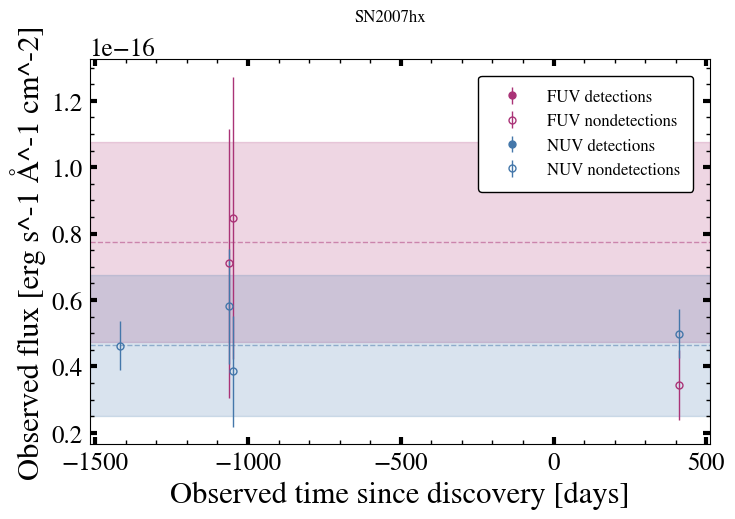 SN2007hx
1e−16
Observed flux [erg s^-1 Å^-1 cm^-2]
1.2
1.0
0.8
0.6
0.4
0.2
FUV detections
FUV nondetections
NUV detections
NUV nondetections
−1500 −1000 −500 0 500
Observed time since discovery [days]